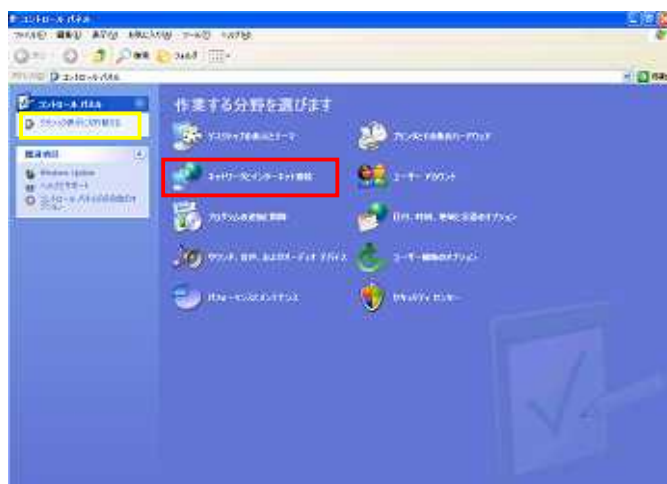 コントロール パネル
ファイル(F) 編集(E) 表示(V) お気に入り(A) ツール(T) ヘルプ(H)
戻る 検索 フォルダ
コントロール パネル 移動
コントロール パネル
作業する分野を選びます
クラシック表示に切り替える
デスクトップの表示とテーマ
プリンタとその他のハードウェア
関連項目
ネットワークとインターネット接続
ユーザー アカウント
Windows Update
ヘルプとサポート
プログラムの追加と削除
日付、時刻、地域と言語のオプション
サウンド、音声、およびオーディオ デバイス
ユーザー補助のオプション
パフォーマンスとメンテナンス
セキュリティ センター